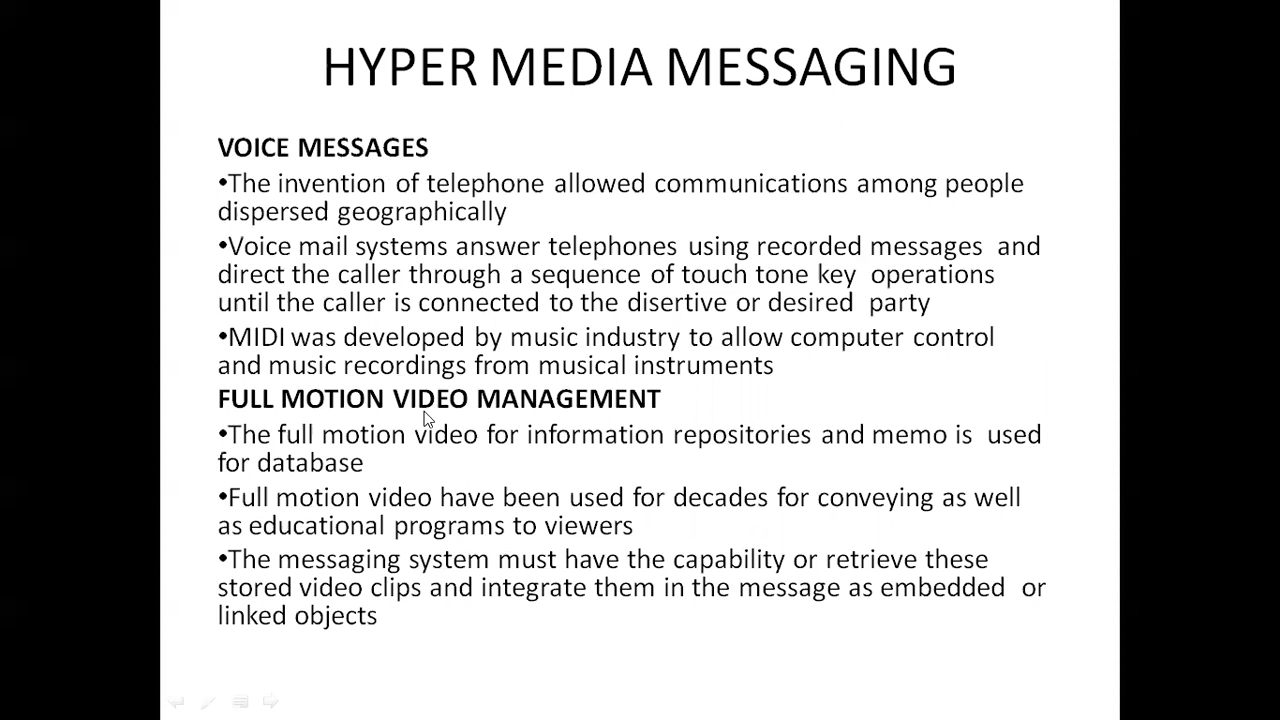 HYPER MEDIA MESSAGING
VOICE MESSAGES
•The invention of telephone allowed communications among people
dispersed geographically
•Voice mail systems answer telephones using recorded messages and
direct the caller through a sequence of touch tone key operations
until the caller is connected to the disertive or desired party
•MIDI was developed by music industry to allow computer control
and music recordings from musical instruments
FULL MOTION VIDEO MANAGEMENT
•The full motion video for information repositories and memo is used
for database
•Full motion video have been used for decades for conveying as well
as educational programs to viewers
•The messaging system must have the capability or retrieve these
stored video clips and integrate them in the message as embedded or
linked objects